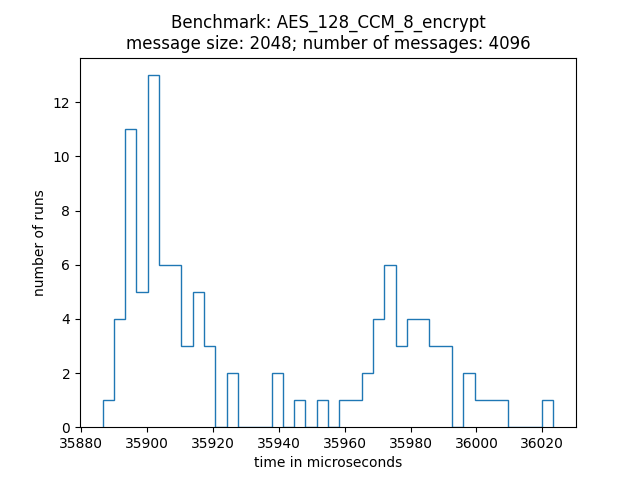 Benchmark: AES_128_CCM_8_encrypt
message size: 2048; number of messages: 4096
12
10
8
6
4
2
0
number of runs
35880 35900 35920 35940 35960 35980 36000 36020
time in microseconds